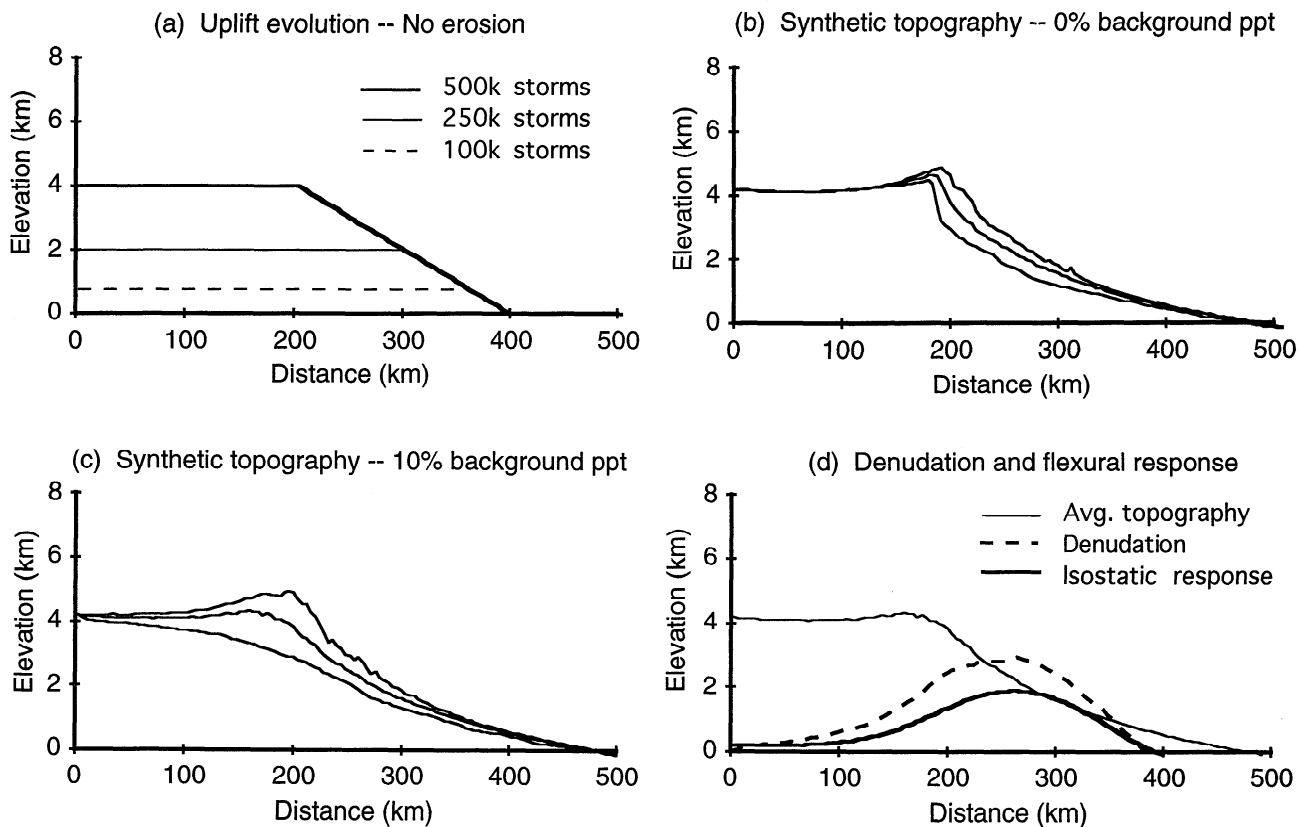 (a) Uplift evolution -- No erosion
8
6
4
2
0
Elevation (km)
500k storms
250k storms
100k storms
0 100 200 300 400 500
Distance (km)
(b) Synthetic topography -- 0% background ppt
8
6
4
2
0
Elevation (km)
0 100 200 300 400 500
Distance (km)
(c) Synthetic topography -- 10% background ppt
8
6
4
2
0
Elevation (km)
0 100 200 300 400 500
Distance (km)
(d) Denudation and flexural response
8
6
4
2
0
Elevation (km)
Avg. topography
Denudation
Isostatic response
0 100 200 300 400 500
Distance (km)